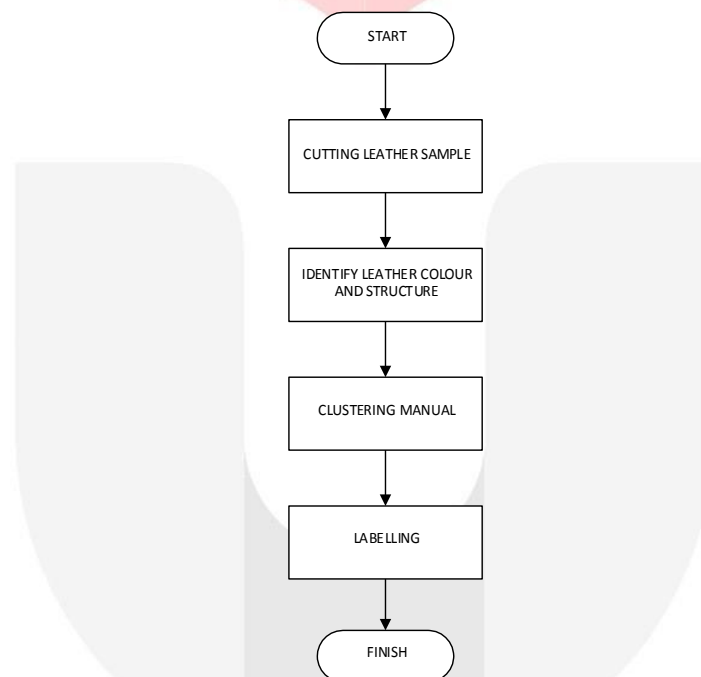 START
CUTTING LEATHER SAMPLE
IDENTIFY LEATHER COLOUR
AND STRUCTURE
CLUSTERING MANUAL
LABELLING
FINISH